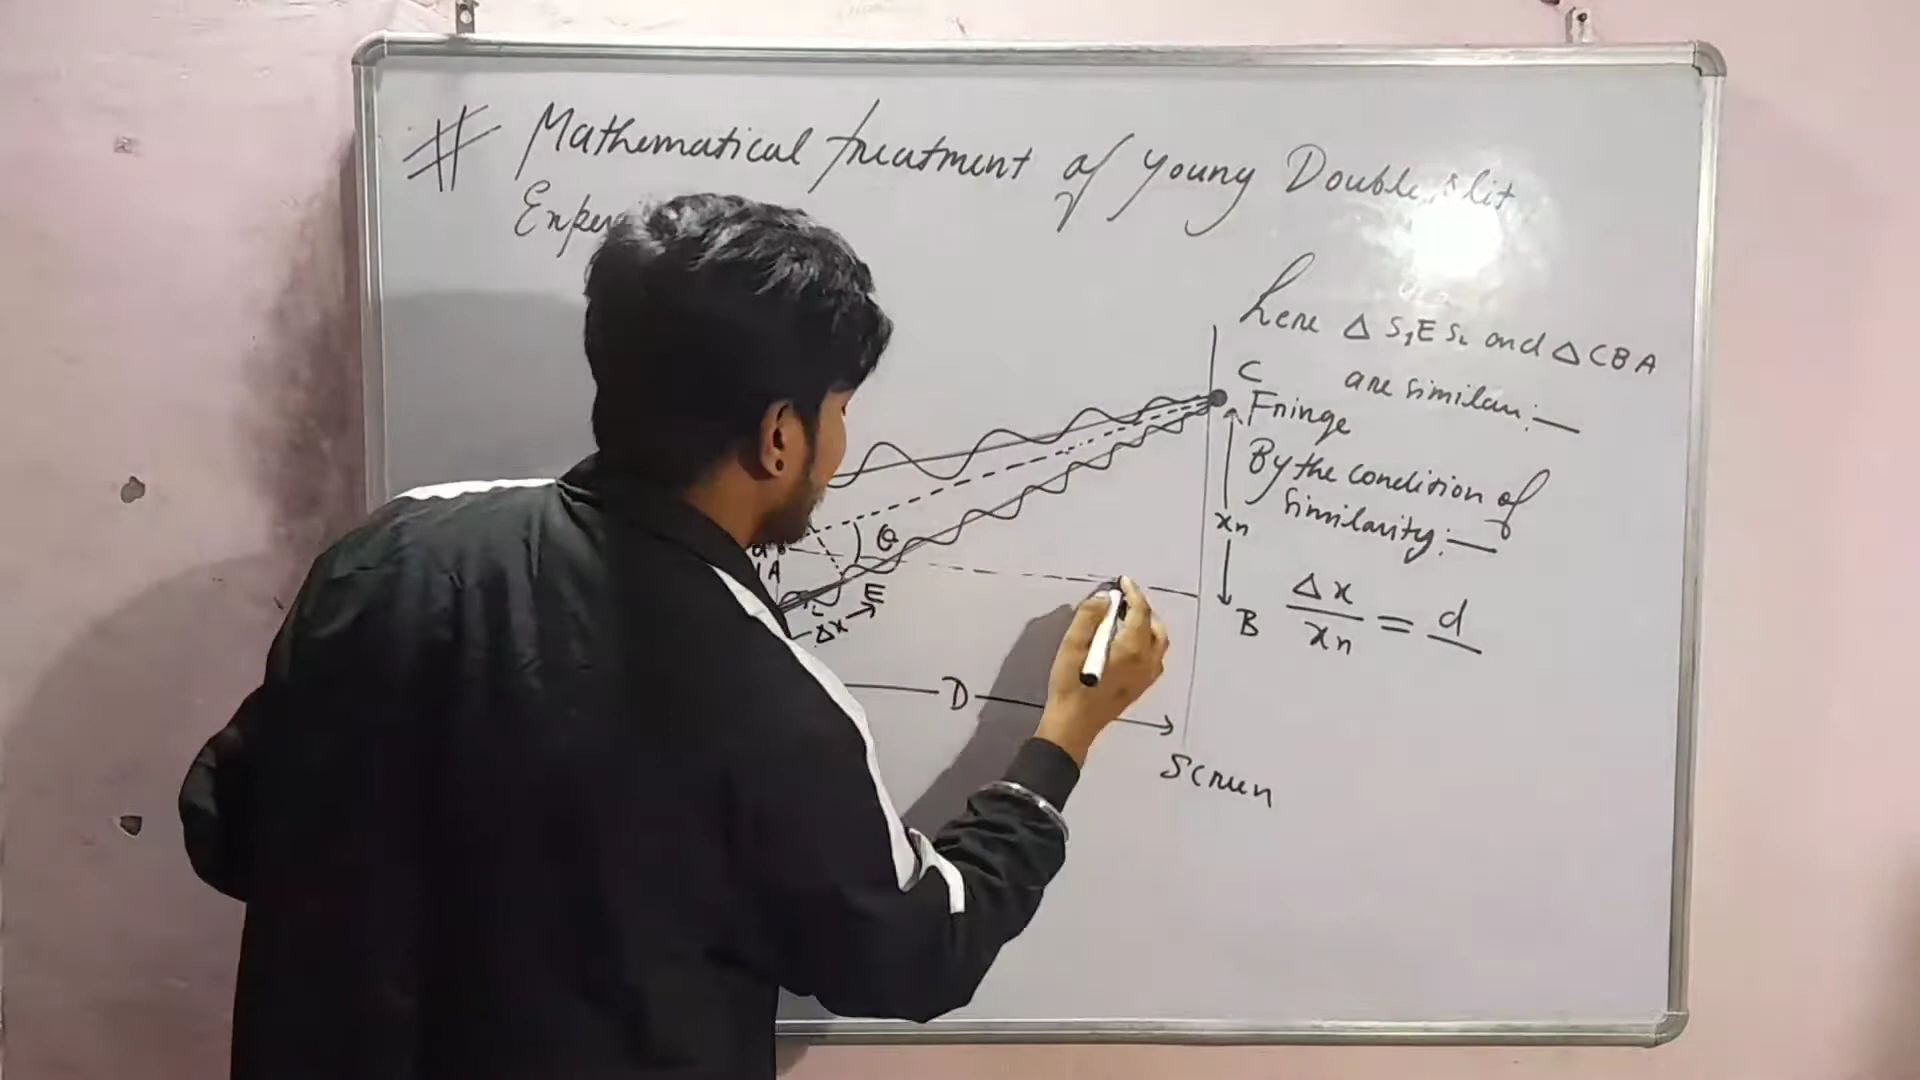 # Mathematical treatment of Young Double slit
here Δ S₁ES₂ and Δ CBA
are similar:—
C
Fringe
By the condition of
similarity:—
xn
θ
A
E
Δx
B
Δx/xn = d
D
Screen